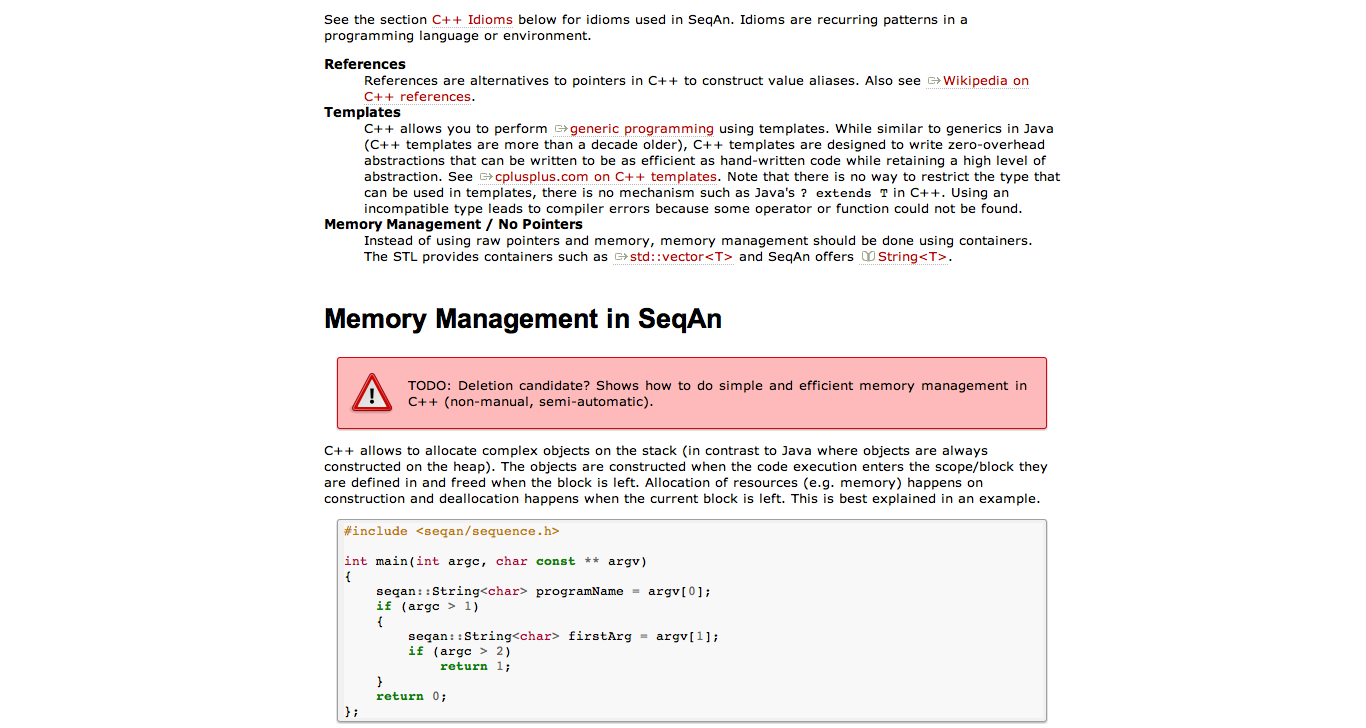 See the section C++ Idioms below for idioms used in SeqAn. Idioms are recurring patterns in a
programming language or environment.
References
References are alternatives to pointers in C++ to construct value aliases. Also see Wikipedia on
C++ references.
Templates
C++ allows you to perform generic programming using templates. While similar to generics in Java
(C++ templates are more than a decade older), C++ templates are designed to write zero-overhead
abstractions that can be written to be as efficient as hand-written code while retaining a high level of
abstraction. See cplusplus.com on C++ templates. Note that there is no way to restrict the type that
can be used in templates, there is no mechanism such as Java's ? extends T in C++. Using an
incompatible type leads to compiler errors because some operator or function could not be found.
Memory Management / No Pointers
Instead of using raw pointers and memory, memory management should be done using containers.
The STL provides containers such as std::vector<T> and SeqAn offers String<T>.
Memory Management in SeqAn
TODO: Deletion candidate? Shows how to do simple and efficient memory management in
C++ (non-manual, semi-automatic).
C++ allows to allocate complex objects on the stack (in contrast to Java where objects are always
constructed on the heap). The objects are constructed when the code execution enters the scope/block they
are defined in and freed when the block is left. Allocation of resources (e.g. memory) happens on
construction and deallocation happens when the current block is left. This is best explained in an example.
#include <seqan/sequence.h>
int main(int argc, char const ** argv)
{
    seqan::String<char> programName = argv[0];
    if (argc > 1)
    {
        seqan::String<char> firstArg = argv[1];
        if (argc > 2)
            return 1;
    }
    return 0;
};